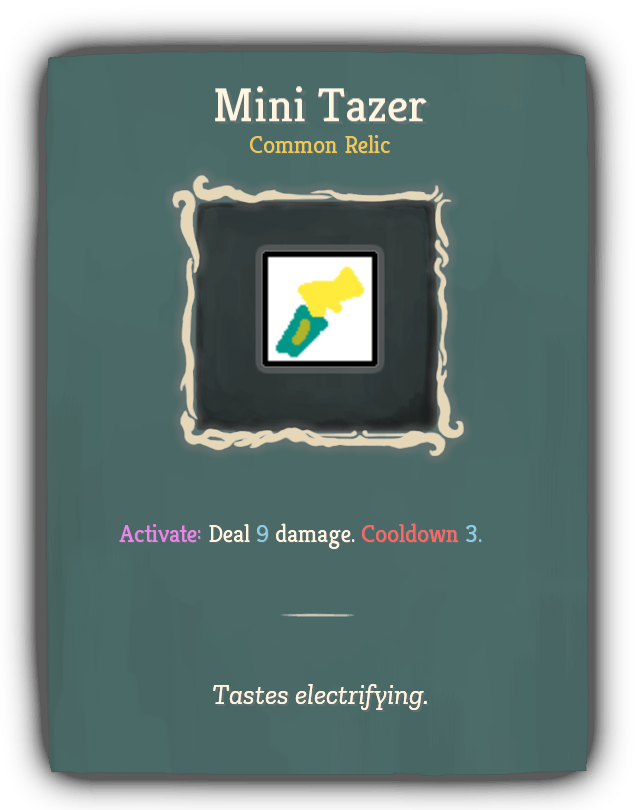 Mini Tazer
Common Relic
Activate: Deal 9 damage. Cooldown 3.
Tastes electrifying.